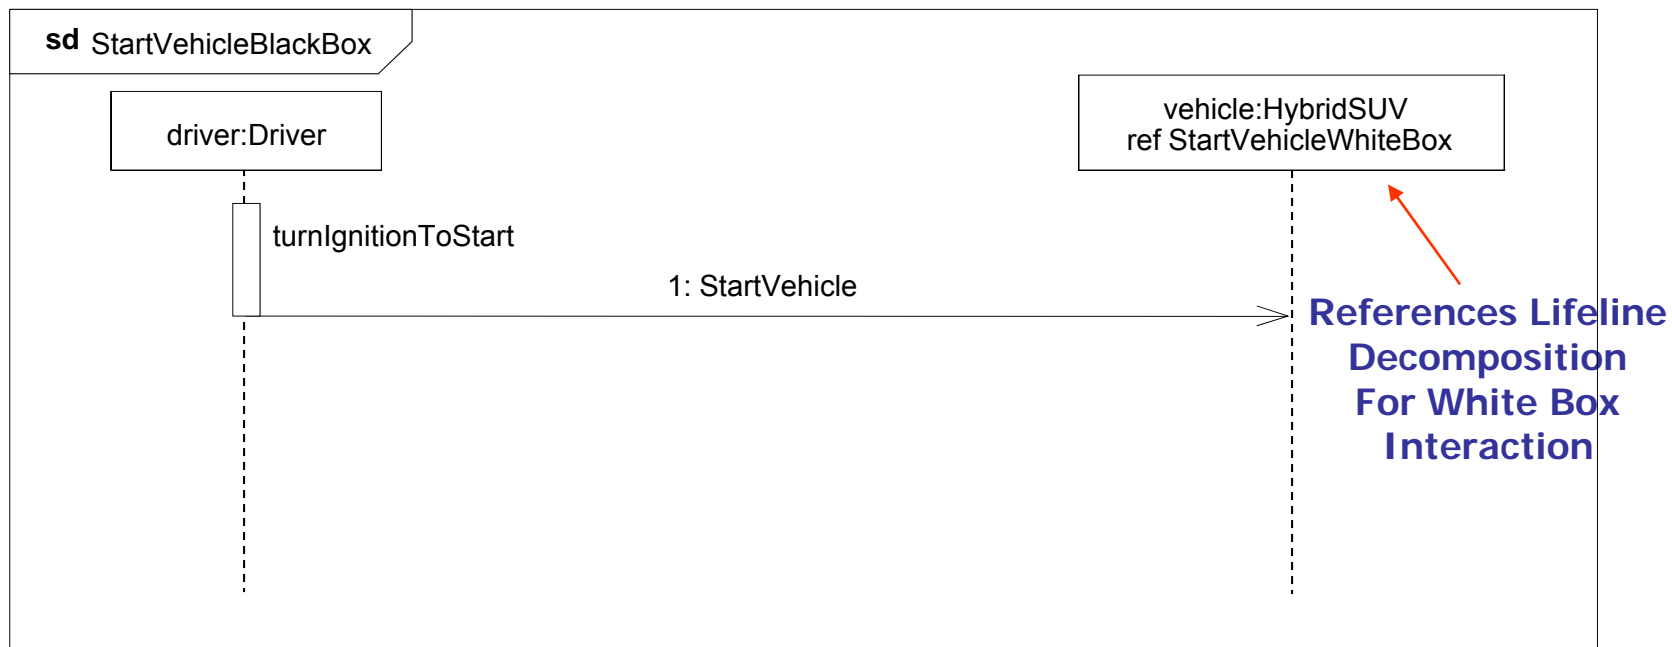 sd StartVehicleBlackBox
driver:Driver
vehicle:HybridSUV
ref StartVehicleWhiteBox
turnIgnitionToStart
1: StartVehicle
References Lifeline
Decomposition
For White Box
Interaction